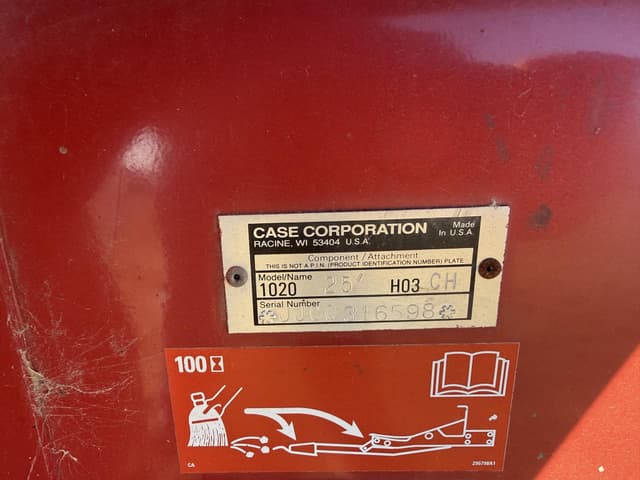 CASE CORPORATION
RACINE, WI 53404 U.S.A.
Made
in U.S.A.
Component/Attachment
THIS IS NOT A P.I.N. (PRODUCT IDENTIFICATION NUMBER) PLATE
Model/Name
1020 25' H03 CH
Serial Number
100
CA